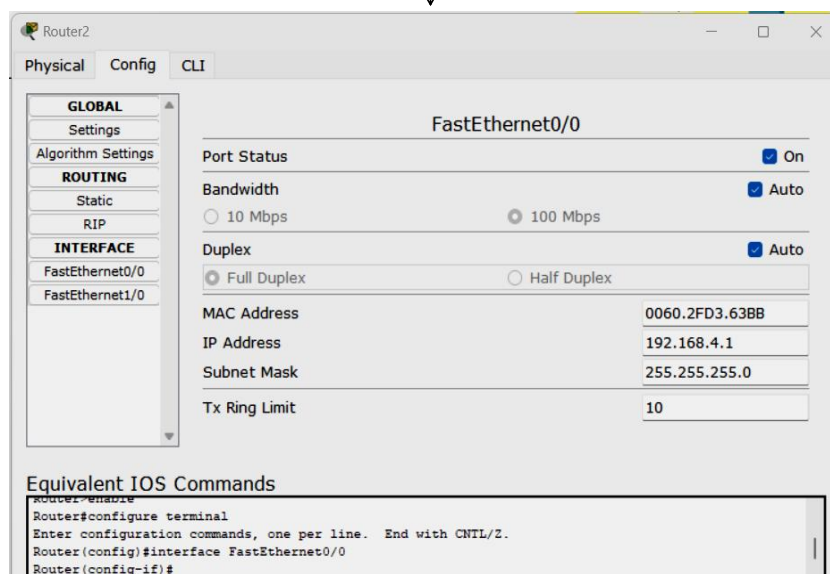 Router2
Physical Config CLI
GLOBAL
Settings
Algorithm Settings
ROUTING
Static
RIP
INTERFACE
FastEthernet0/0
FastEthernet1/0
FastEthernet0/0
Port Status On
Bandwidth Auto
10 Mbps 100 Mbps
Duplex Auto
Full Duplex Half Duplex
MAC Address 0060.2FD3.63BB
IP Address 192.168.4.1
Subnet Mask 255.255.255.0
Tx Ring Limit 10
Equivalent IOS Commands
Router>enable
Router#configure terminal
Enter configuration commands, one per line. End with CNTL/Z.
Router(config)#interface FastEthernet0/0
Router(config-if)#